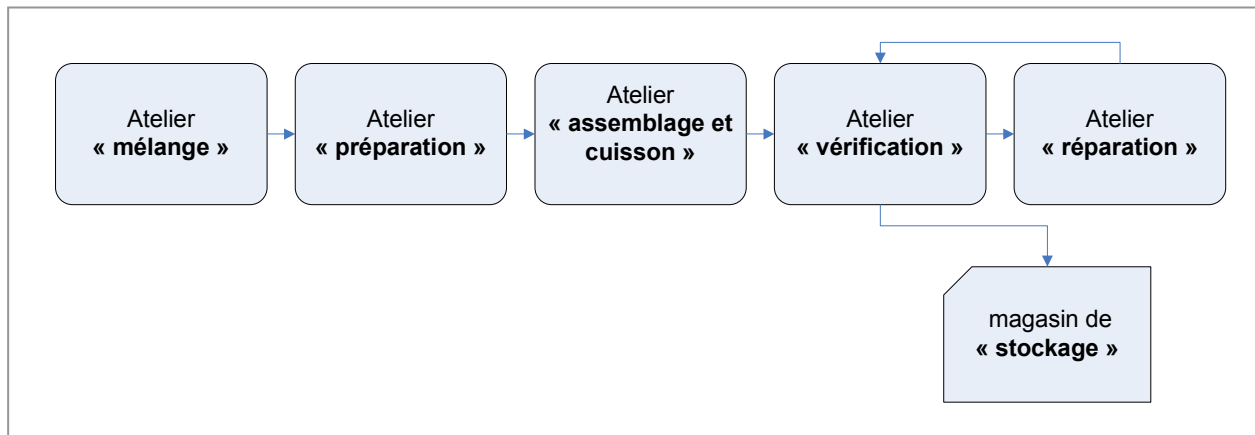 Atelier
« mélange »
Atelier
« préparation »
Atelier
« assemblage et
cuisson »
Atelier
« vérification »
Atelier
« réparation »
magasin de
« stockage »